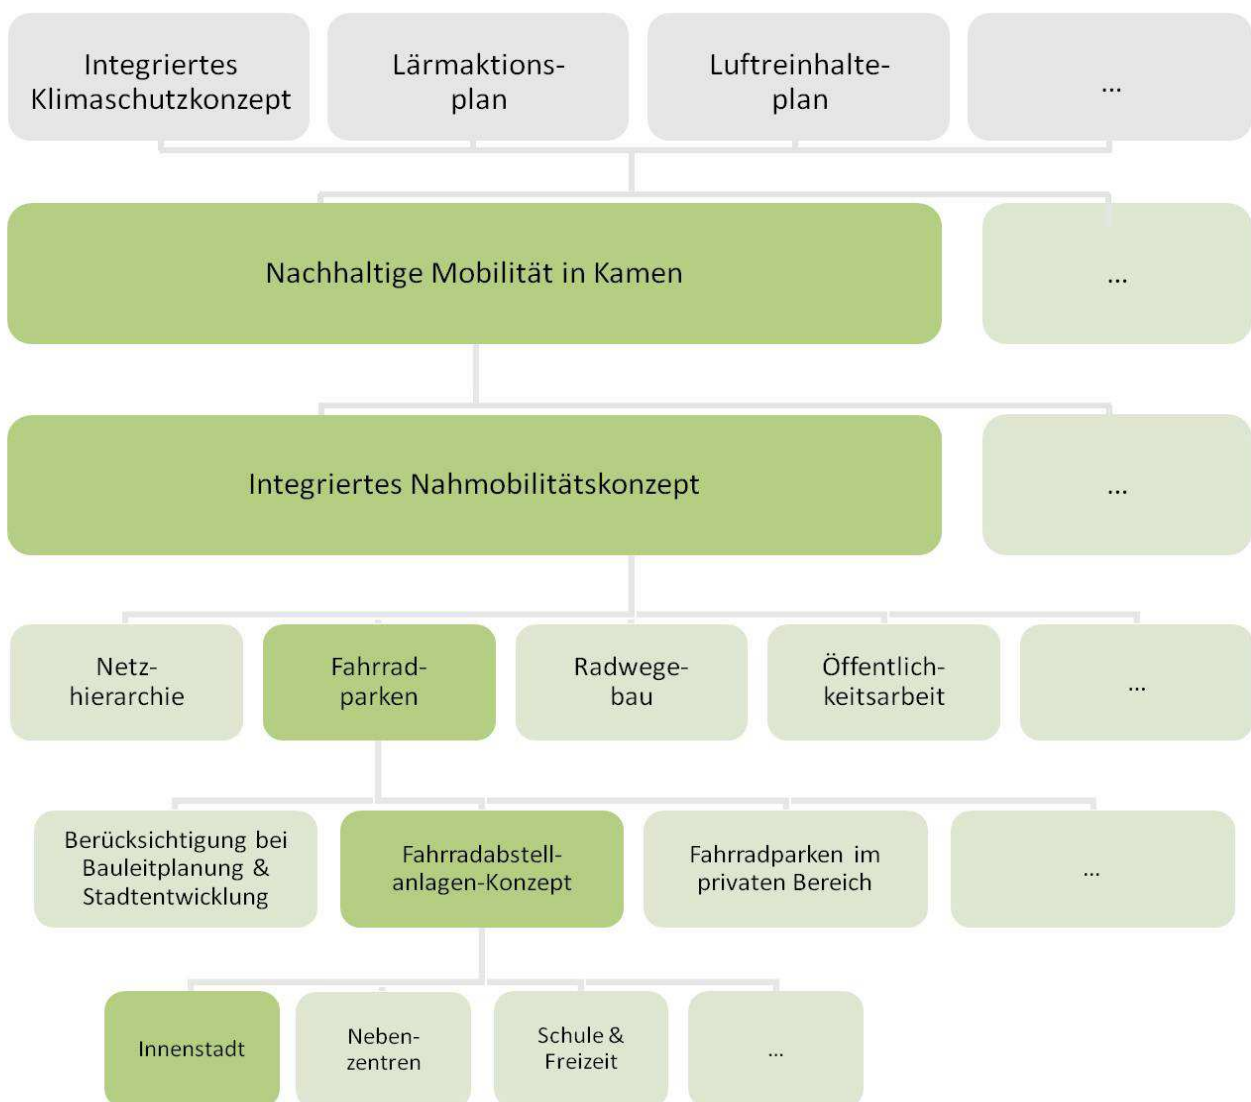 Integriertes
Klimaschutzkonzept
Lärmaktions-
plan
Luftreinhalte-
plan
...
Nachhaltige Mobilität in Kamen
...
Integriertes Nahmobilitätskonzept
...
Netz-
hierarchie
Fahrrad-
parken
Radwege-
bau
Öffentlich-
keitsarbeit
...
Berücksichtigung bei
Bauleitplanung &
Stadtentwicklung
Fahrradabstell-
anlagen-Konzept
Fahrradparken im
privaten Bereich
...
Innenstadt
Neben-
zentren
Schule &
Freizeit
...